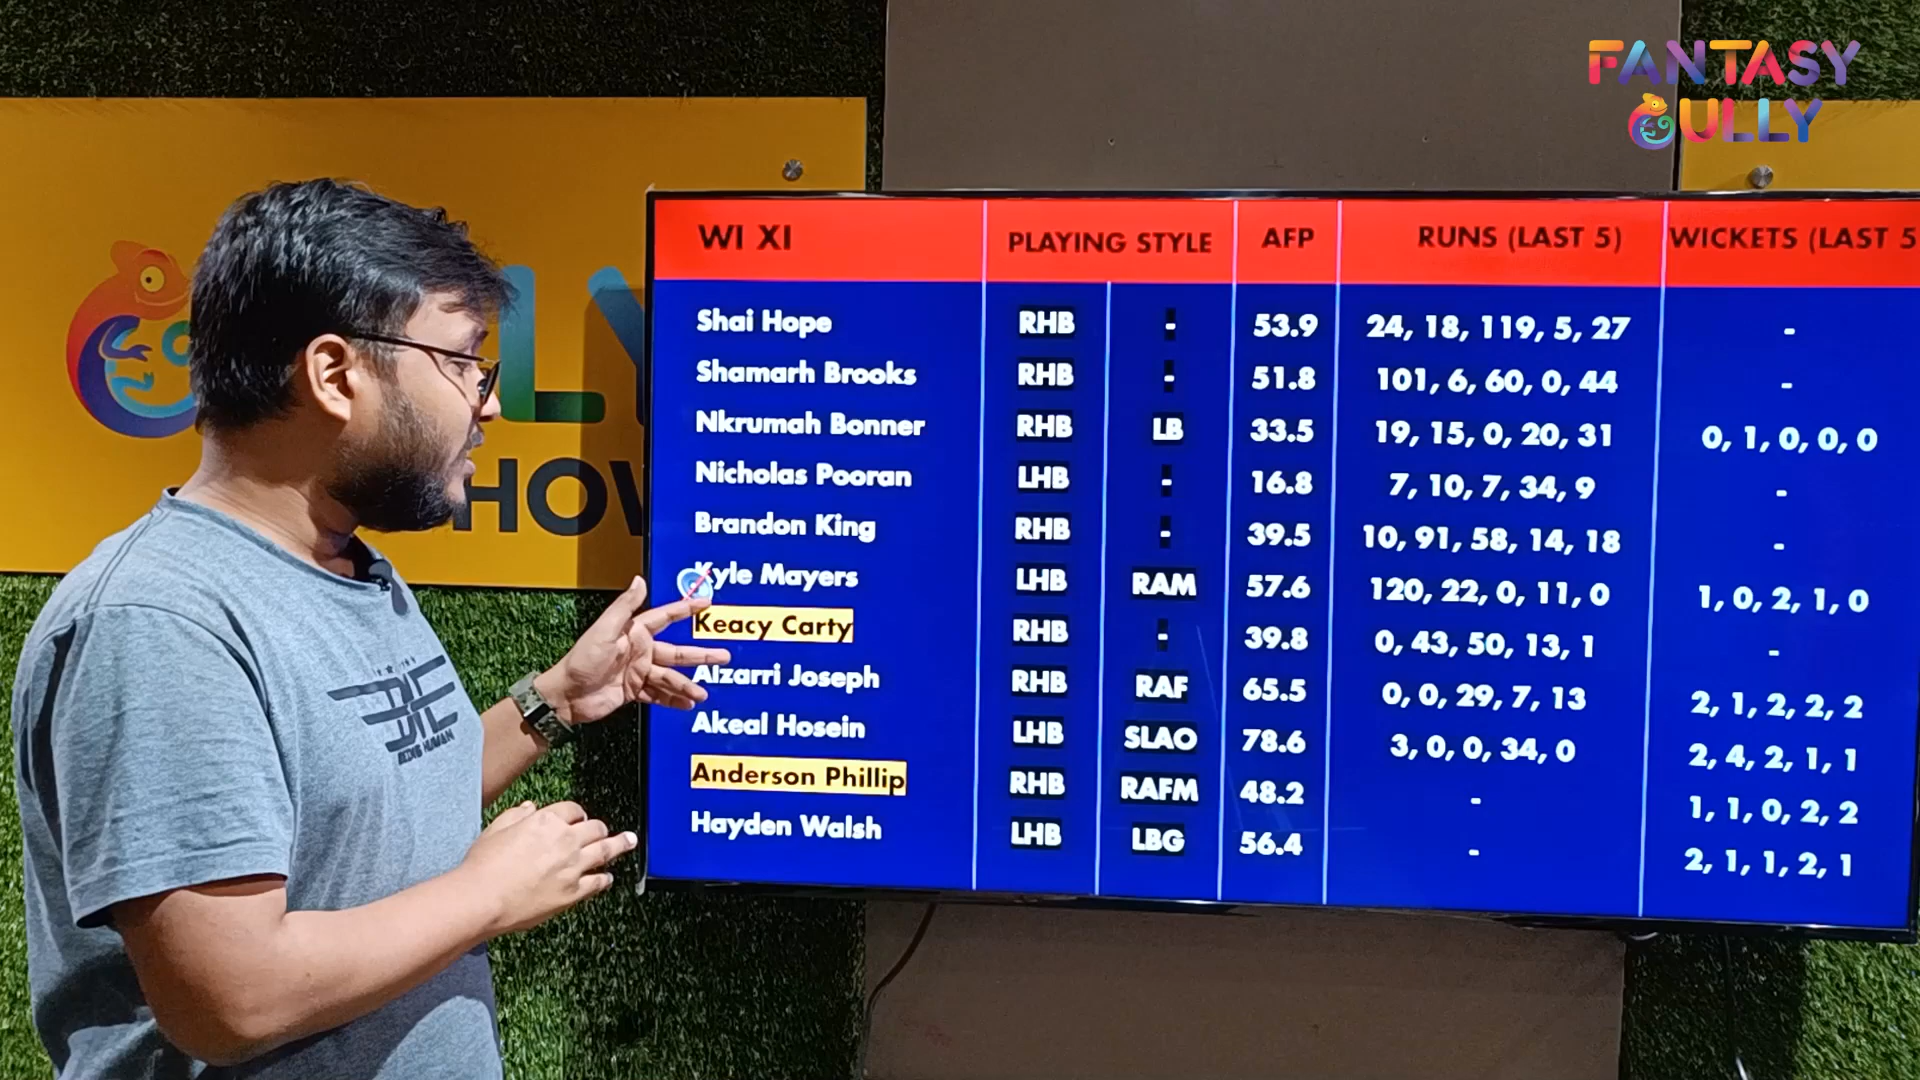 FANTASY
GULLY
LY
HOW
BEING HUMAN
WI XI PLAYING STYLE AFP RUNS (LAST 5) WICKETS (LAST 5
Shai Hope RHB - 53.9 24, 18, 119, 5, 27 -
Shamarh Brooks RHB - 51.8 101, 6, 60, 0, 44 -
Nkrumah Bonner RHB LB 33.5 19, 15, 0, 20, 31 0, 1, 0, 0, 0
Nicholas Pooran LHB - 16.8 7, 10, 7, 34, 9 -
Brandon King RHB - 39.5 10, 91, 58, 14, 18 -
Kyle Mayers LHB RAM 57.6 120, 22, 0, 11, 0 1, 0, 2, 1, 0
Keacy Carty RHB - 39.8 0, 43, 50, 13, 1 -
Alzarri Joseph RHB RAF 65.5 0, 0, 29, 7, 13 2, 1, 2, 2, 2
Akeal Hosein LHB SLAO 78.6 3, 0, 0, 34, 0 2, 4, 2, 1, 1
Anderson Phillip RHB RAFM 48.2 - 1, 1, 0, 2, 2
Hayden Walsh LHB LBG 56.4 - 2, 1, 1, 2, 1